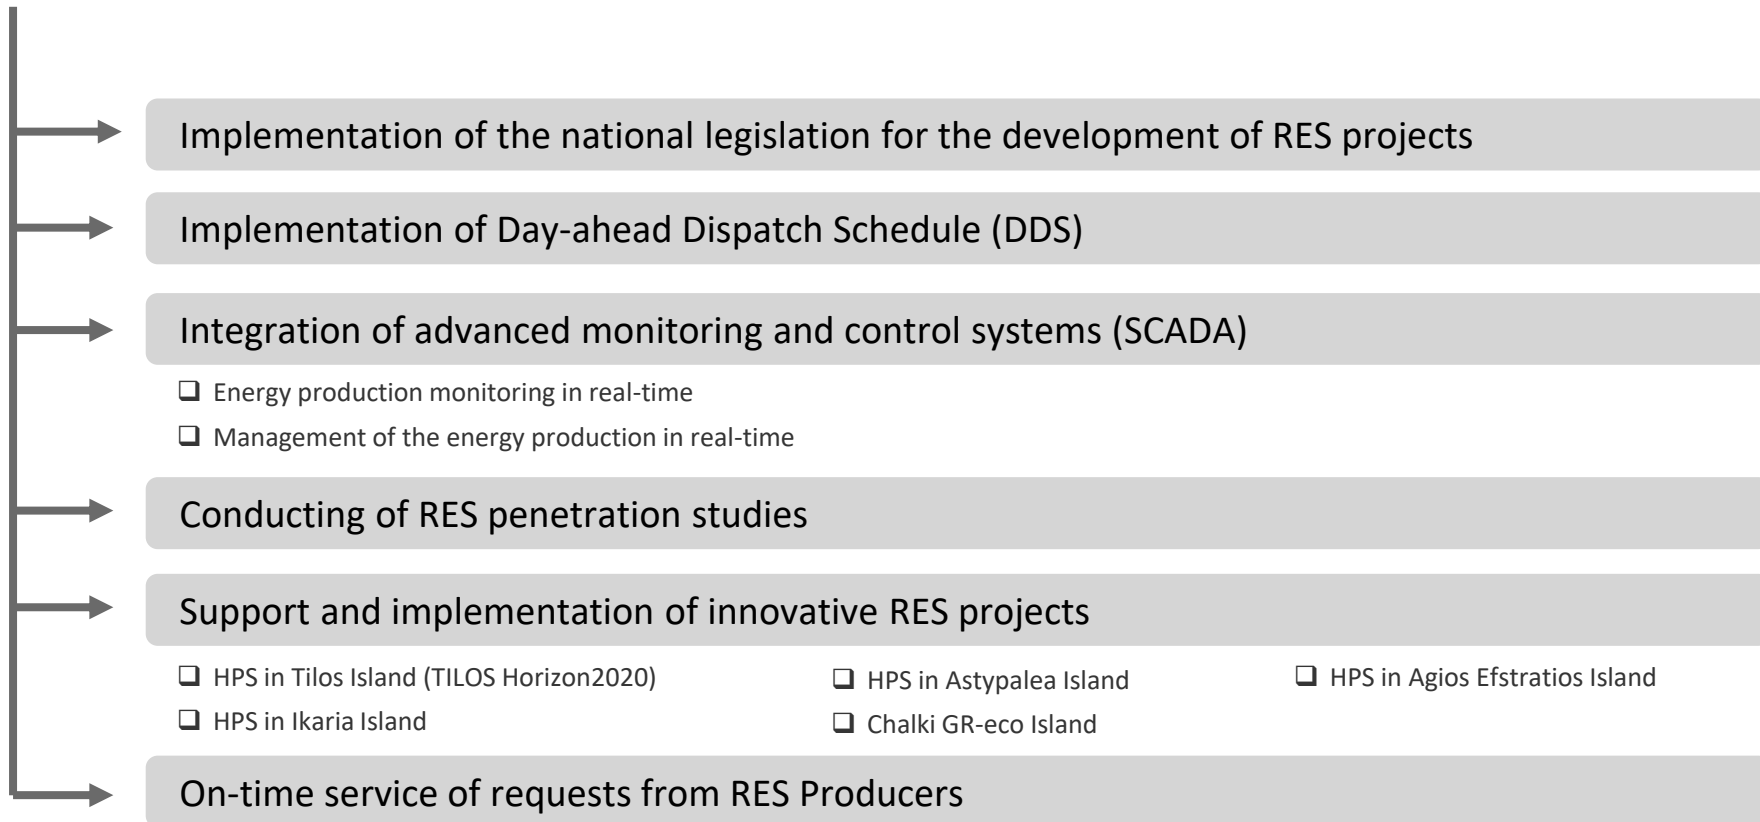 Implementation of the national legislation for the development of RES projects
Implementation of Day-ahead Dispatch Schedule (DDS)
Integration of advanced monitoring and control systems (SCADA)
❑ Energy production monitoring in real-time
❑ Management of the energy production in real-time
Conducting of RES penetration studies
Support and implementation of innovative RES projects
❑ HPS in Tilos Island (TILOS Horizon2020)
❑ HPS in Ikaria Island
❑ HPS in Astypalea Island
❑ Chalki GR-eco Island
❑ HPS in Agios Efstratios Island
On-time service of requests from RES Producers